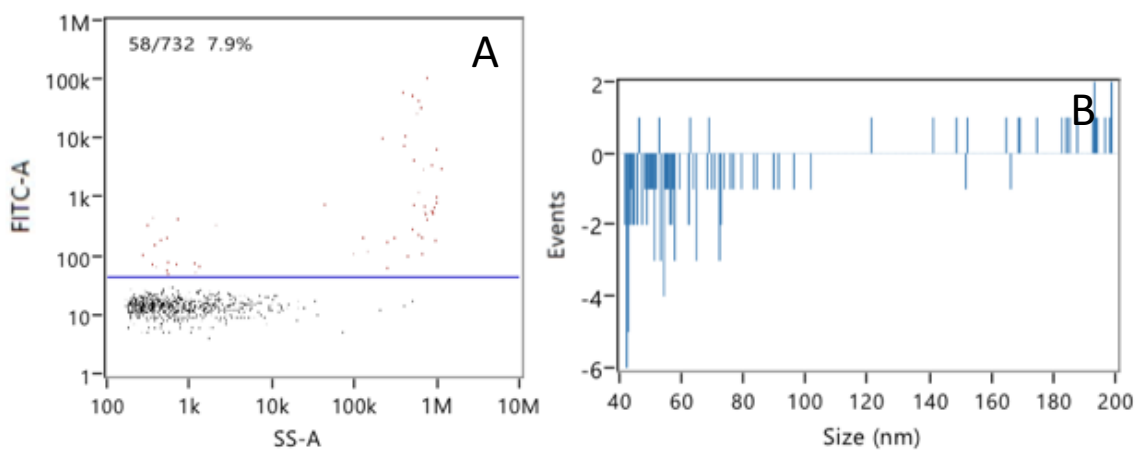 1M
100k
10k
1k
100
10
1
FITC-A
58/732 7.9%
A
100 1k 10k 100k 1M 10M
SS-A
2
0
-2
-4
-6
Events
B
40 60 80 100 120 140 160 180 200
Size (nm)